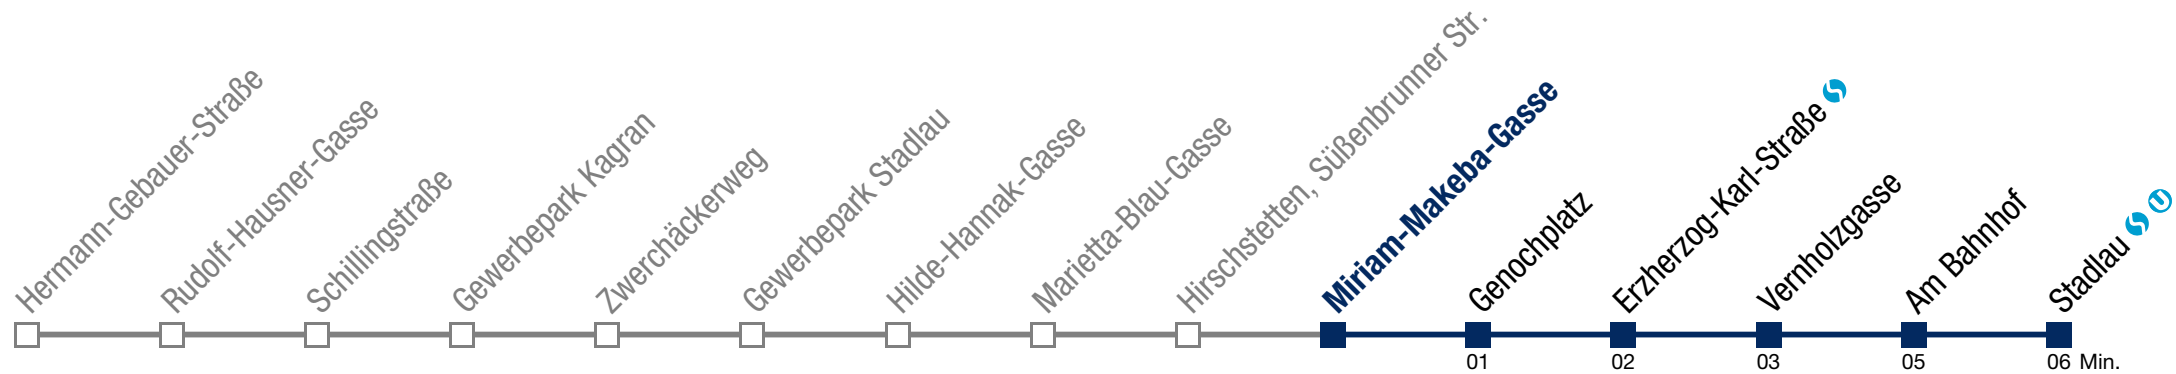 Hermann-Gebauer-Straße
Rudolf-Hausner-Gasse
Schillingstraße
Gewerbepark Kagran
Zwerchäckerweg
Gewerbepark Stadlau
Hilde-Hannak-Gasse
Marietta-Blau-Gasse
Hirschstetten, Süßenbrunner Str.
Miriam-Makeba-Gasse
Genochplatz
Erzherzog-Karl-Straße S
Vernholzgasse
Am Bahnhof
Stadlau S U
01 02 03 05 06 Min.